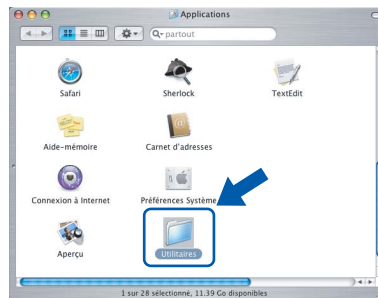 Applications
partout
Safari
Sherlock
TextEdit
Aide-mémoire
Carnet d'adresses
Connexion à Internet
Préférences Système
Aperçu
Utilitaires
1 sur 28 sélectionné, 11.39 Go disponibles